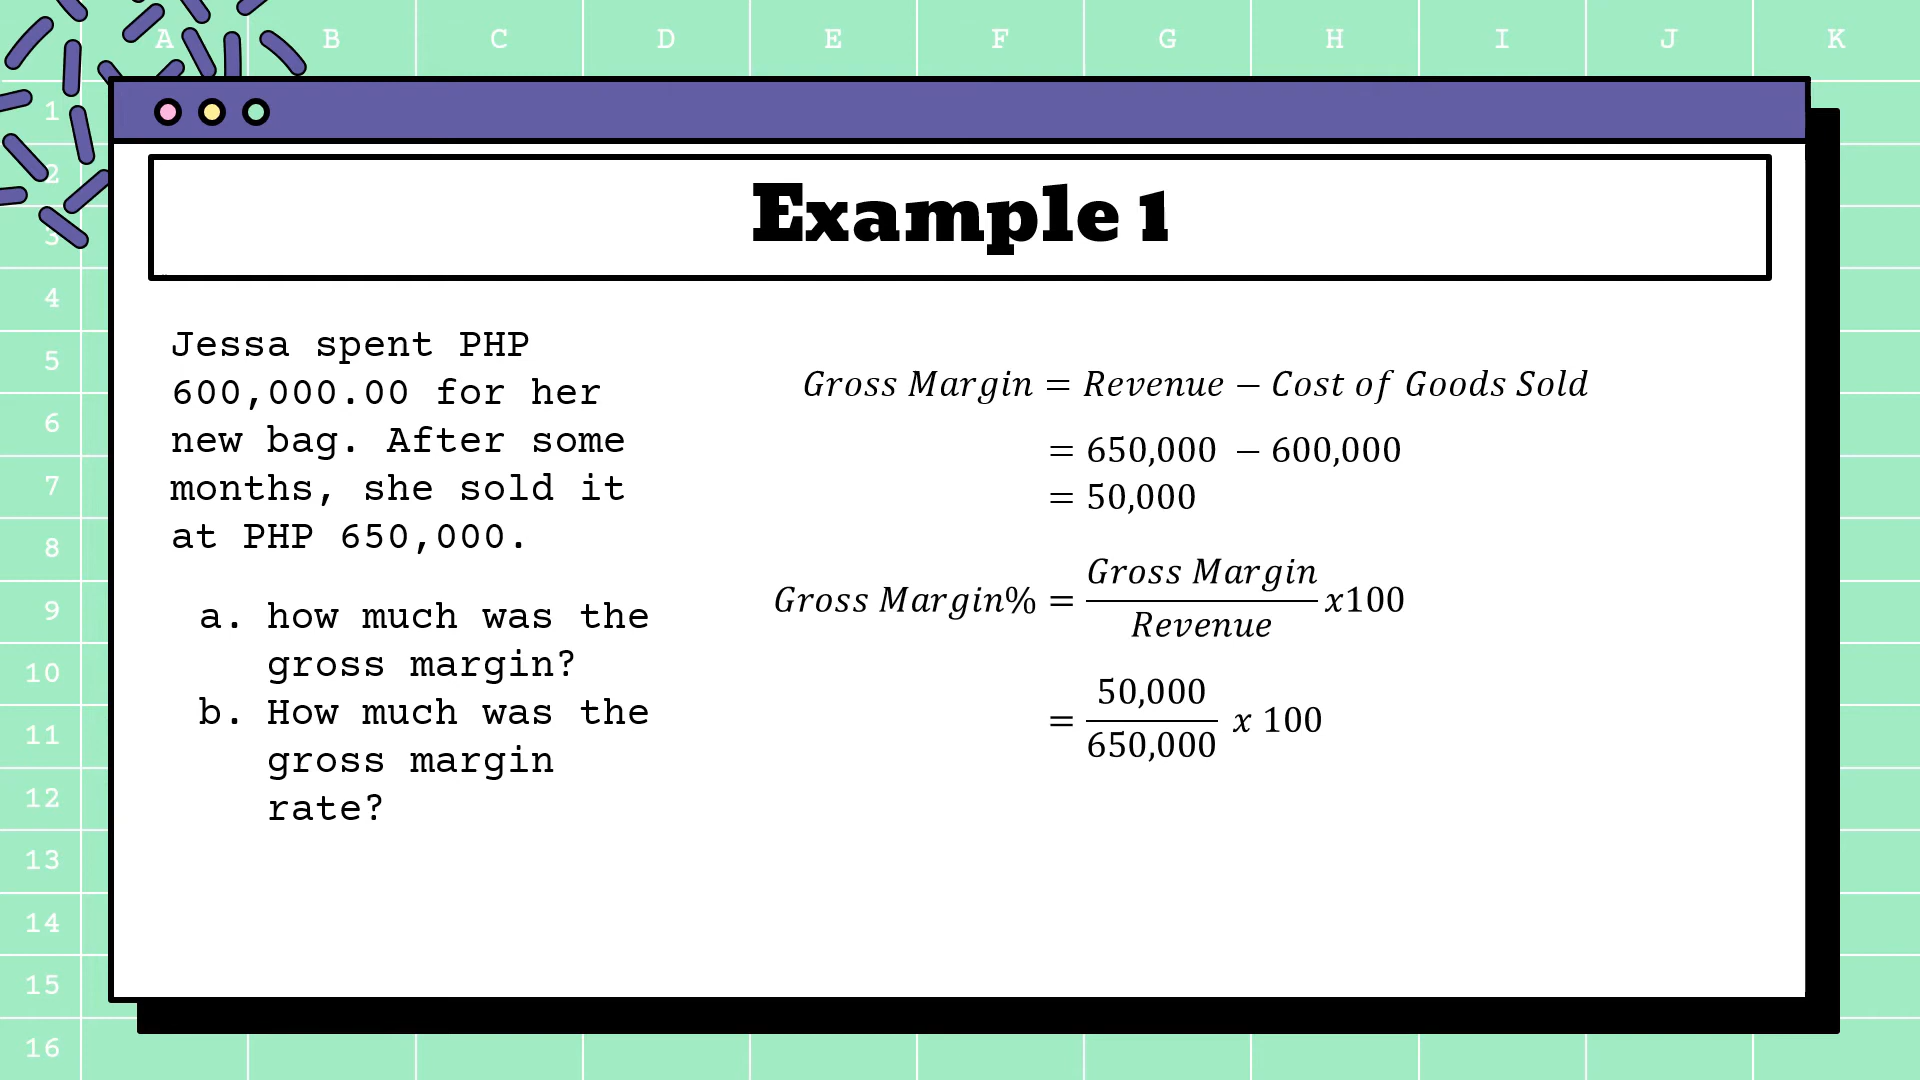 A B C D E F G H I J K
1
2
3
4
5
6
7
8
9
10
11
12
13
14
15
16
Example 1
Jessa spent PHP
600,000.00 for her
new bag. After some
months, she sold it
at PHP 650,000.
a. how much was the
gross margin?
b. How much was the
gross margin
rate?
Gross Margin = Revenue − Cost of Goods Sold
= 650,000 − 600,000
= 50,000
Gross Margin% = Gross Margin / Revenue x100
= 50,000 / 650,000 x 100